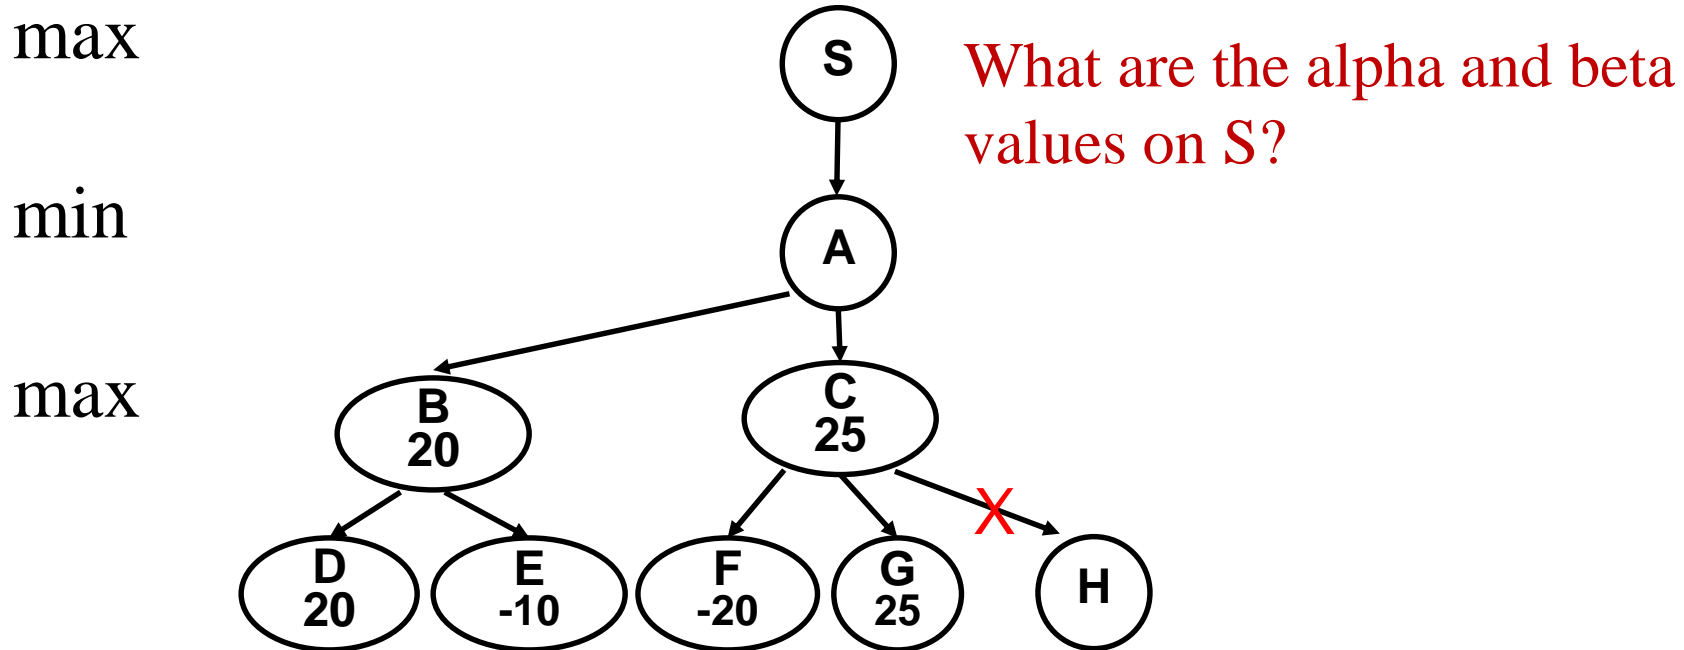 max
S
What are the alpha and beta
values on S?
min
A
max
B
20
C
25
X
D
20
E
-10
F
-20
G
25
H